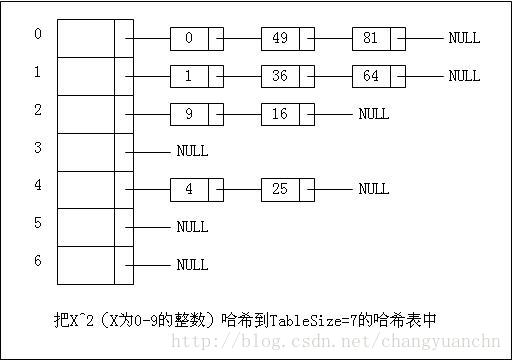 0 0 49 81 NULL
1 1 36 64 NULL
2 9 16 NULL
3 NULL
4 4 25 NULL
5 NULL
6 NULL
把X^2（X为0-9的整数）哈希到TableSize=7的哈希表中
http://blog.csdn.net/changyuanchn